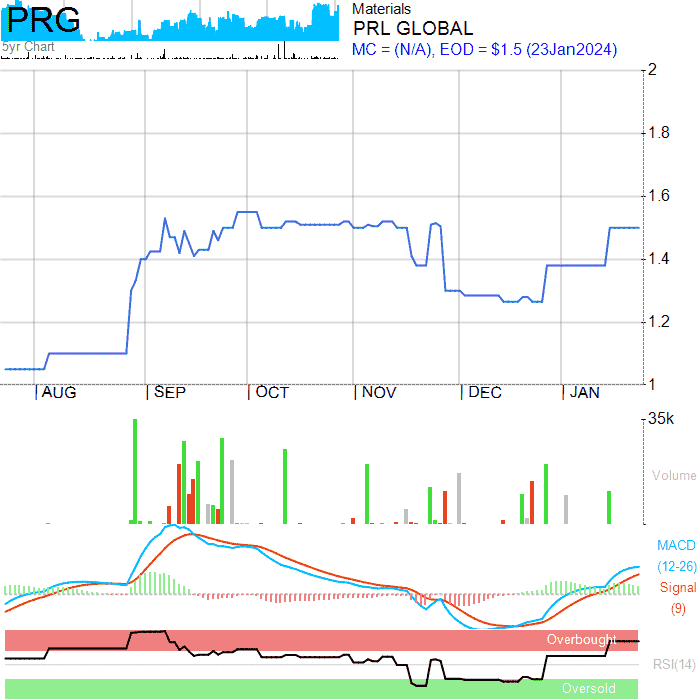 PRG
5yr Chart
Materials
PRL GLOBAL
MC = (N/A), EOD = $1.5 (23Jan2024)
2
1.8
1.6
1.4
1.2
1
AUG SEP OCT NOV DEC JAN
35k
Volume
MACD
(12-26)
Signal
(9)
Overbought
RSI(14)
Oversold